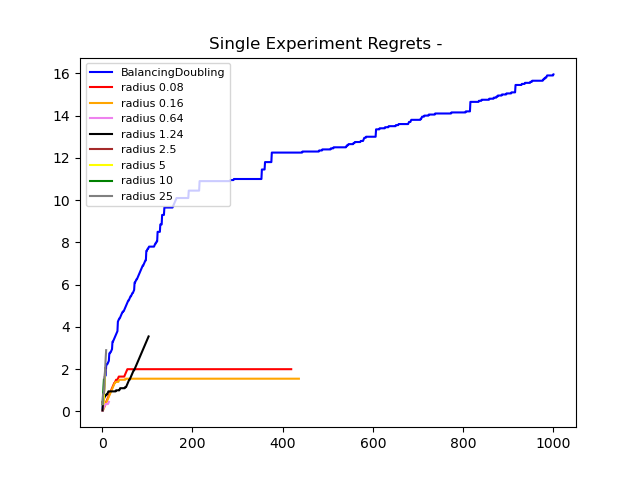 Single Experiment Regrets -
16
14
12
10
8
6
4
2
0
BalancingDoubling
radius 0.08
radius 0.16
radius 0.64
radius 1.24
radius 2.5
radius 5
radius 10
radius 25
0 200 400 600 800 1000